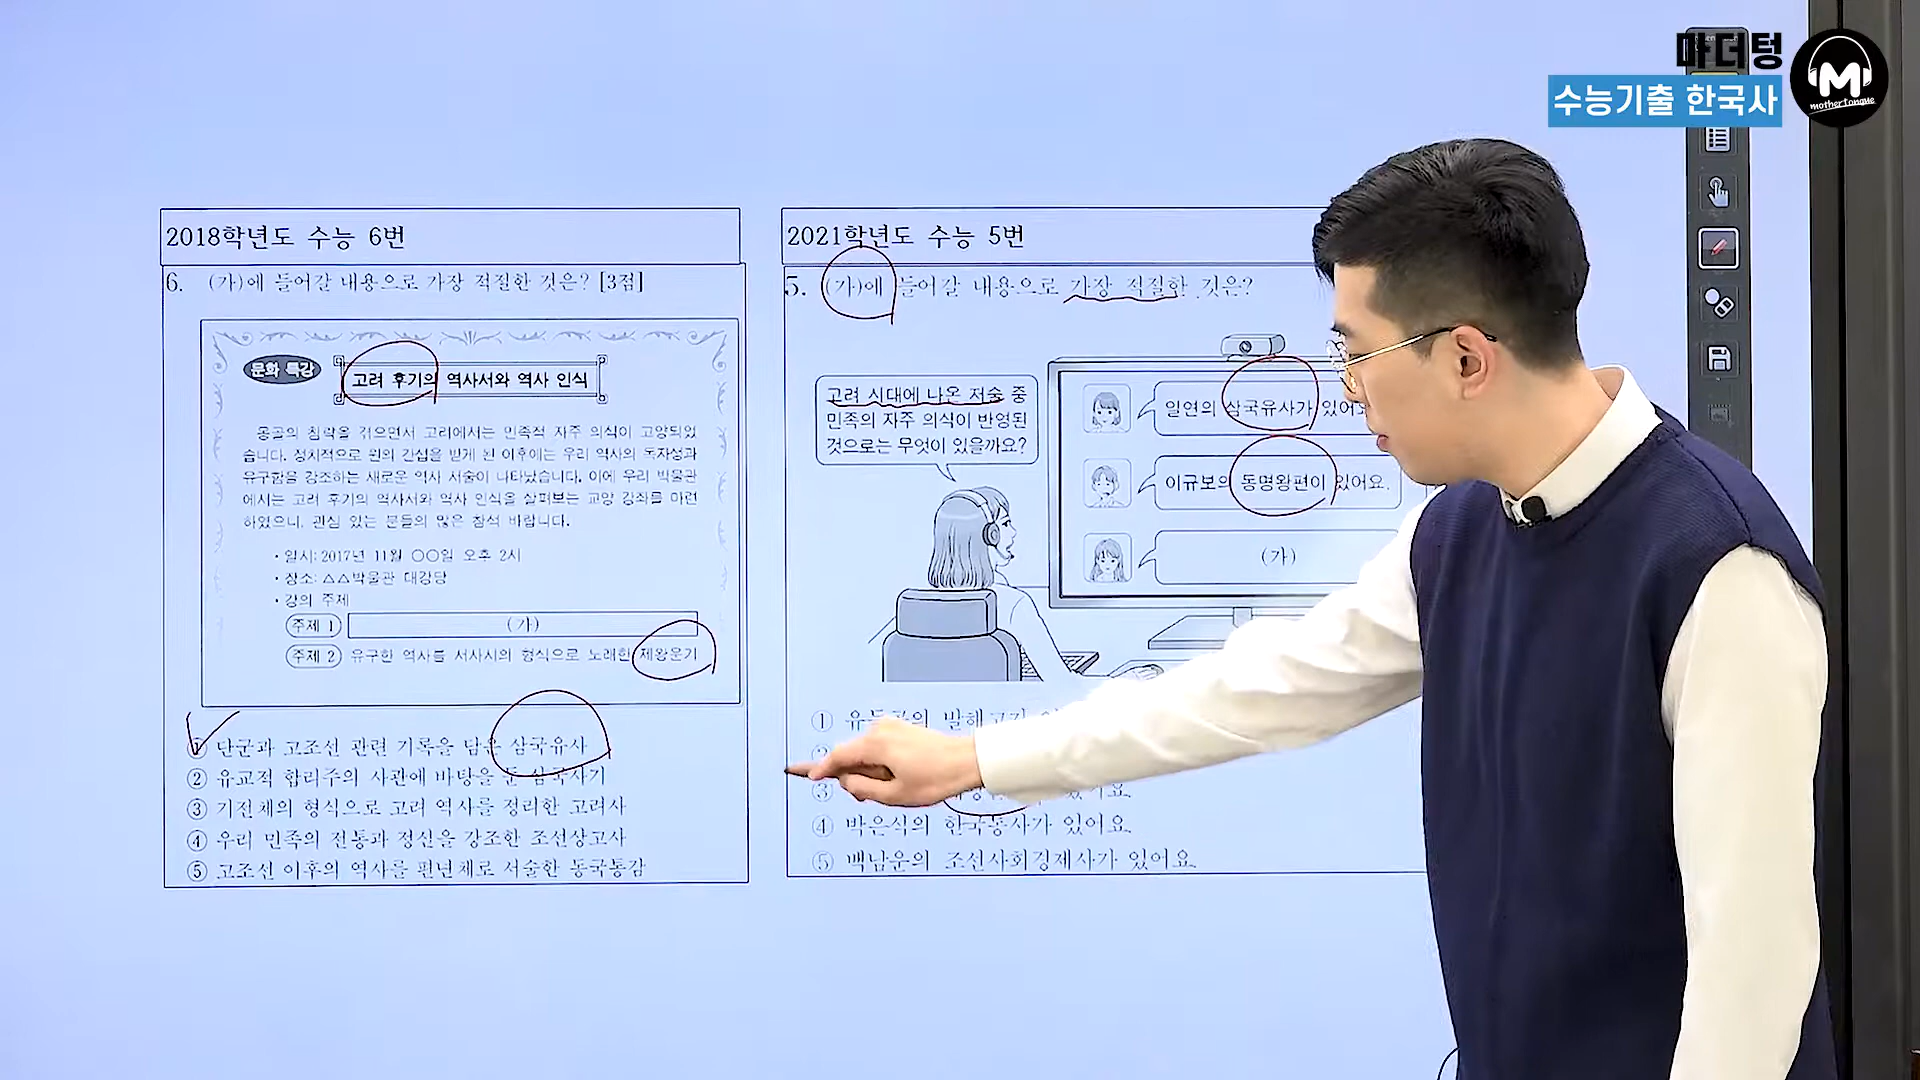 마더텅
수능기출 한국사
M
mothertongue
2018학년도 수능 6번
6. (가)에 들어갈 내용으로 가장 적절한 것은? [3점]
문화 특강
고려 후기의 역사서와 역사 인식
몽골의 침략을 겪으면서 고려에서는 민족적 자주 의식이 고양되었
습니다. 정치적으로 원의 간섭을 받게 된 이후에는 우리 역사의 독자성과
유구함을 강조하는 새로운 역사 서술이 나타났습니다. 이에 우리 박물관
에서는 고려 후기의 역사서와 역사 인식을 살펴보는 교양 강좌를 마련
하였으니, 관심 있는 분들의 많은 참석 바랍니다.
• 일시: 2017년 11월 ○○일 오후 2시
• 장소: △△박물관 대강당
• 강의 주제
주제 1 (가)
주제 2 유구한 역사를 서사시의 형식으로 노래한 제왕운기
① 단군과 고조선 관련 기록을 담은 삼국유사
② 유교적 합리주의 사관에 바탕을 둔 삼국사기
③ 기전체의 형식으로 고려 역사를 정리한 고려사
④ 우리 민족의 전통과 정신을 강조한 조선상고사
⑤ 고조선 이후의 역사를 편년체로 서술한 동국통감
2021학년도 수능 5번
5. (가)에 들어갈 내용으로 가장 적절한 것은?
고려 시대에 나온 저술 중
민족의 자주 의식이 반영된
것으로는 무엇이 있을까요?
일연의 삼국유사가 있어요
이규보의 동명왕편이 있어요.
(가)
① 발해고가
②
③ 있어요.
④ 박은식의 한국통사가 있어요.
⑤ 백남운의 조선사회경제사가 있어요.